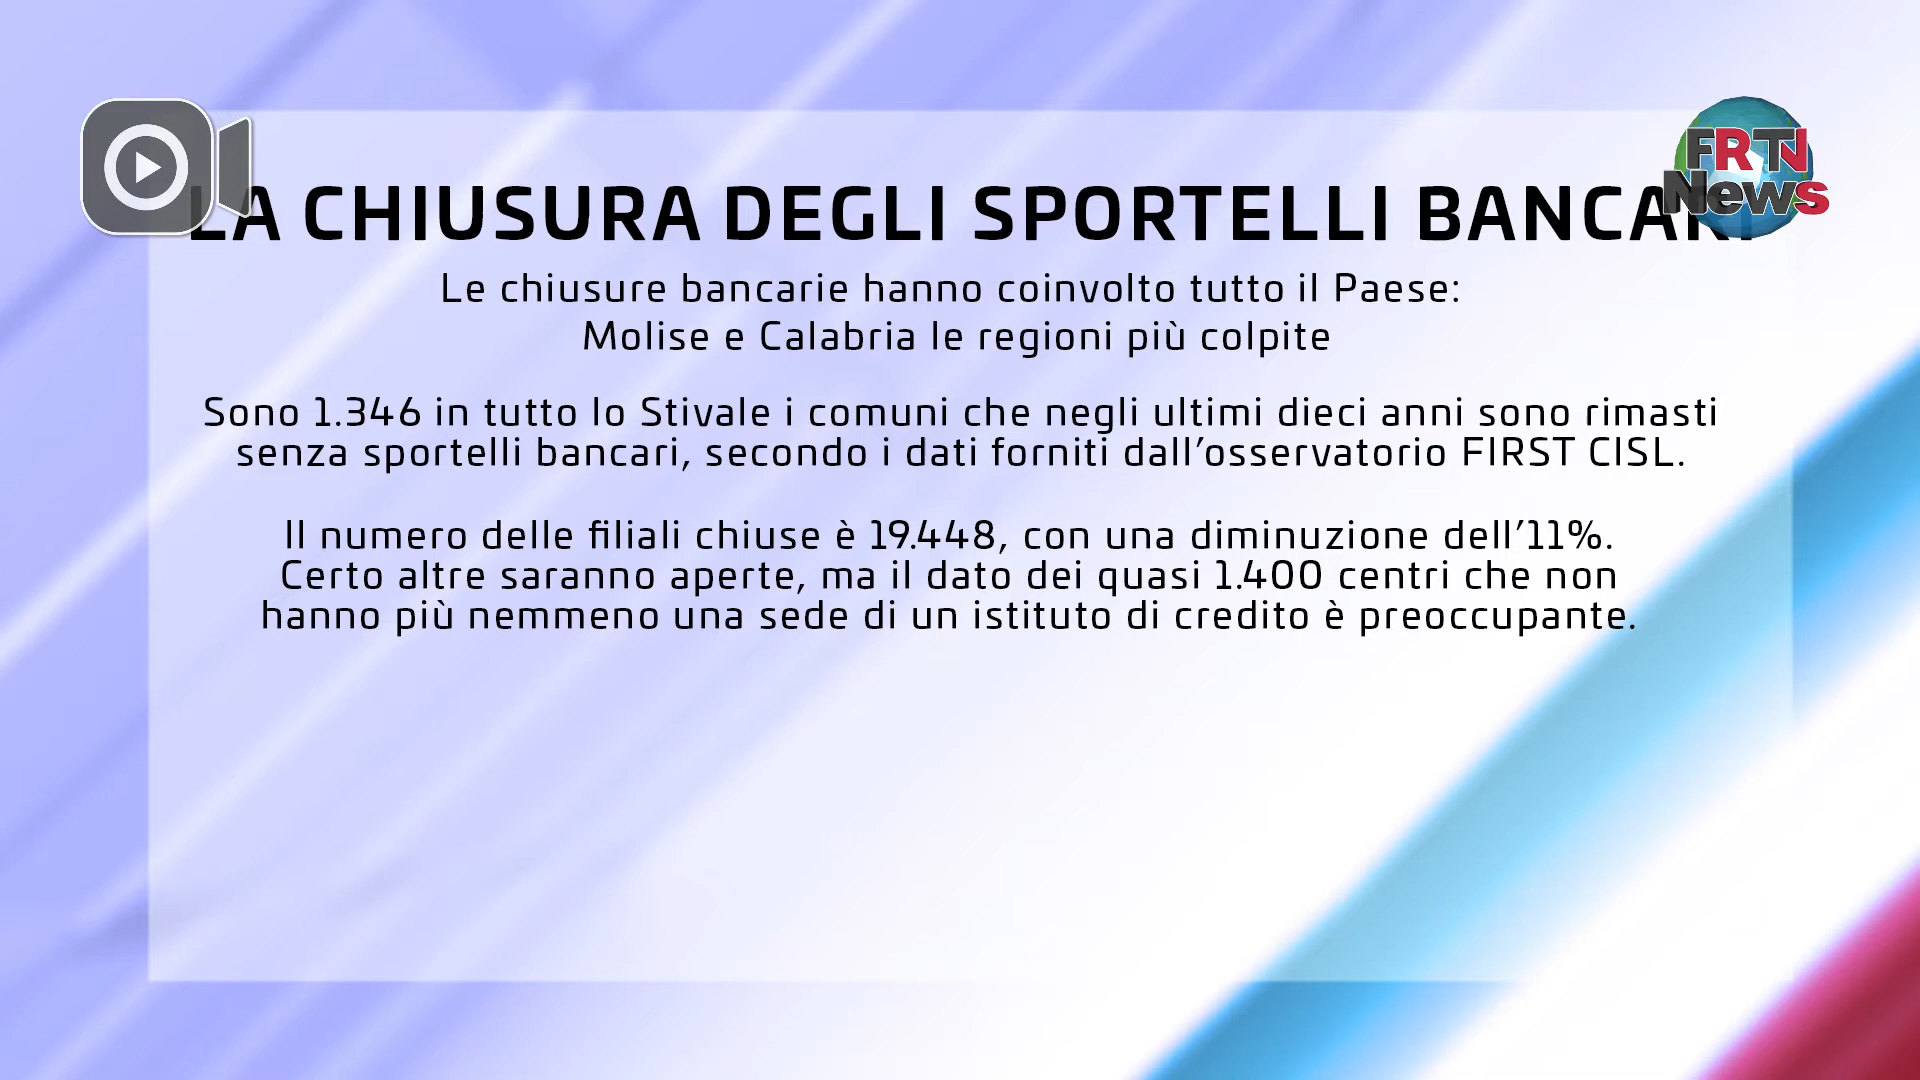 FRTN
News
LA CHIUSURA DEGLI SPORTELLI BANCARI
Le chiusure bancarie hanno coinvolto tutto il Paese:
Molise e Calabria le regioni più colpite
Sono 1.346 in tutto lo Stivale i comuni che negli ultimi dieci anni sono rimasti
senza sportelli bancari, secondo i dati forniti dall'osservatorio FIRST CISL.
Il numero delle filiali chiuse è 19.448, con una diminuzione dell'11%.
Certo altre saranno aperte, ma il dato dei quasi 1.400 centri che non
hanno più nemmeno una sede di un istituto di credito è preoccupante.